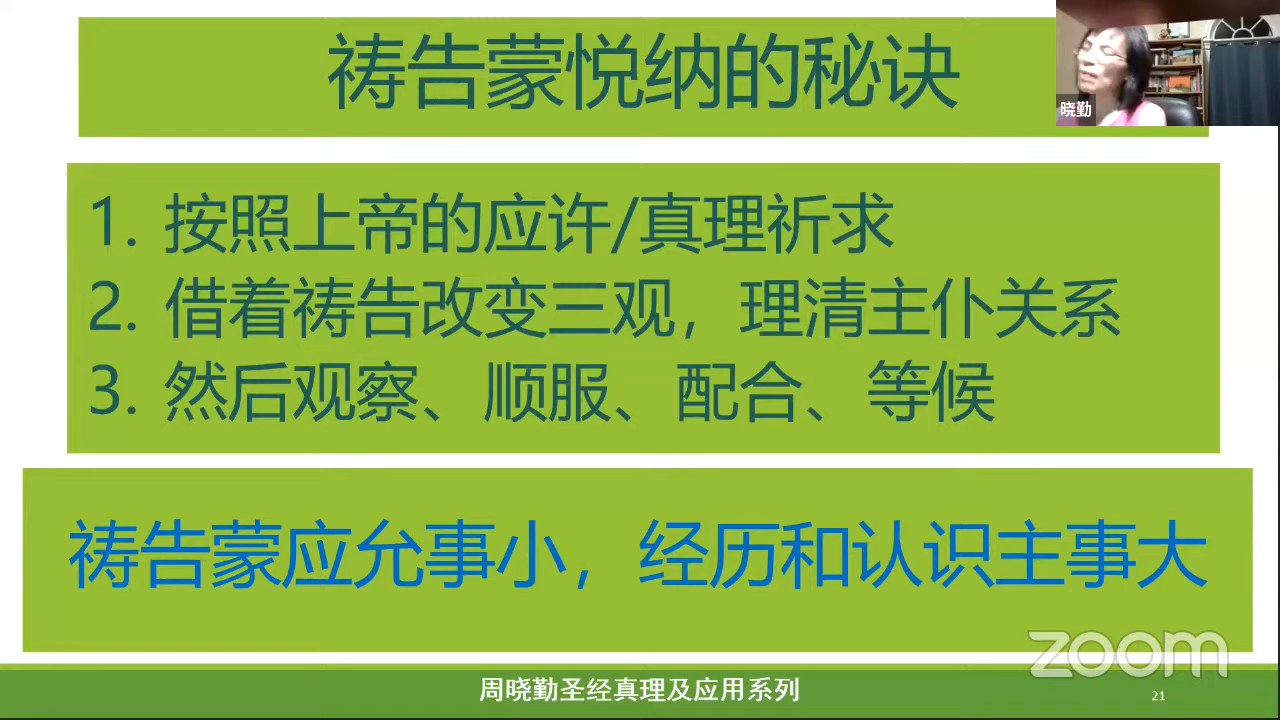 祷告蒙悦纳的秘诀
晓勤
1. 按照上帝的应许/真理祈求
2. 借着祷告改变三观，理清主仆关系
3. 然后观察、顺服、配合、等候
祷告蒙应允事小，经历和认识主事大
zoom
周晓勤圣经真理及应用系列
21